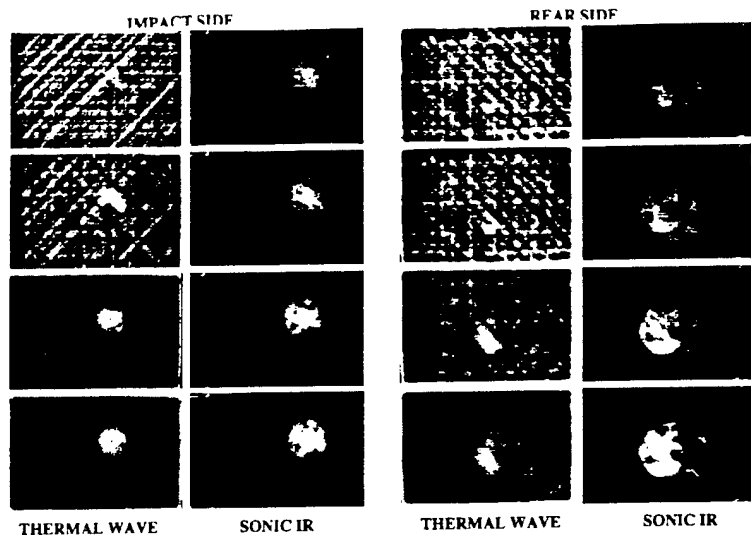 IMPACT SIDE
REAR SIDE
THERMAL WAVE
SONIC IR
THERMAL WAVE
SONIC IR